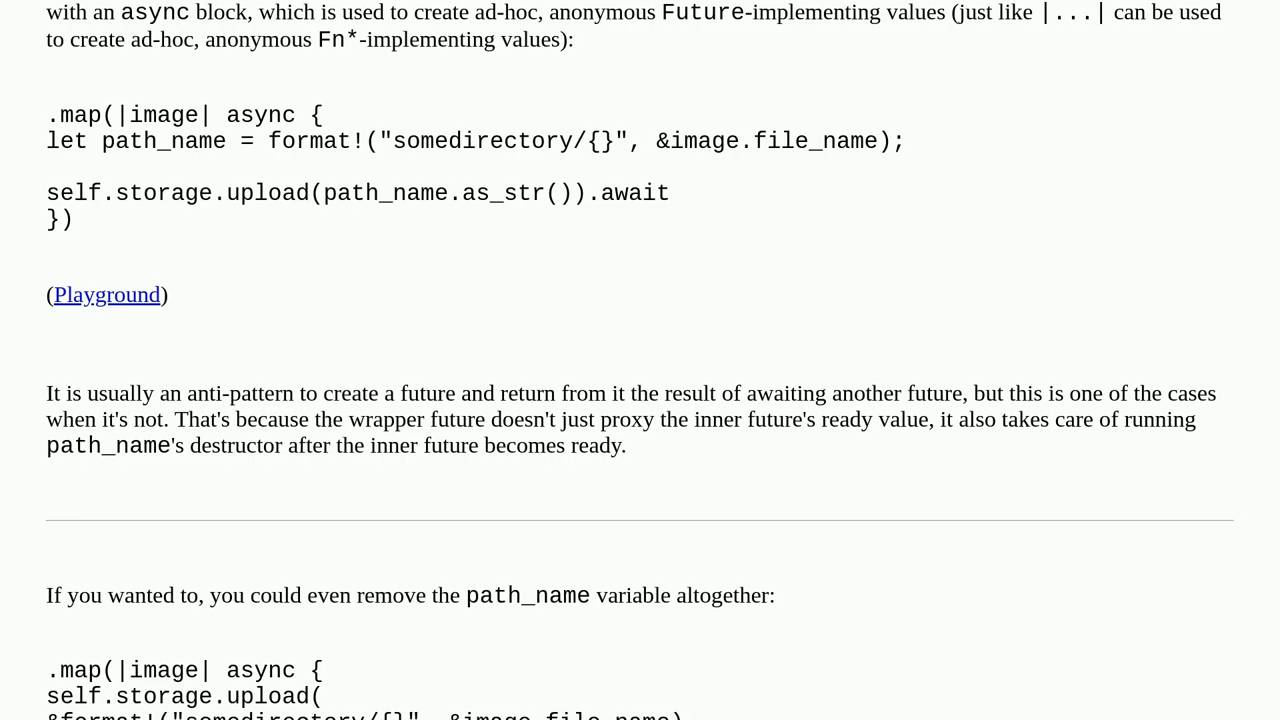 with an async block, which is used to create ad-hoc, anonymous Future-implementing values (just like |...| can be used
to create ad-hoc, anonymous Fn*-implementing values):
.map(|image| async {
let path_name = format!("somedirectory/{}", &image.file_name);
self.storage.upload(path_name.as_str()).await
})
(Playground)
It is usually an anti-pattern to create a future and return from it the result of awaiting another future, but this is one of the cases
when it's not. That's because the wrapper future doesn't just proxy the inner future's ready value, it also takes care of running
path_name's destructor after the inner future becomes ready.
If you wanted to, you could even remove the path_name variable altogether:
.map(|image| async {
self.storage.upload(
&format!("somedirectory/{}", &image.file_name)